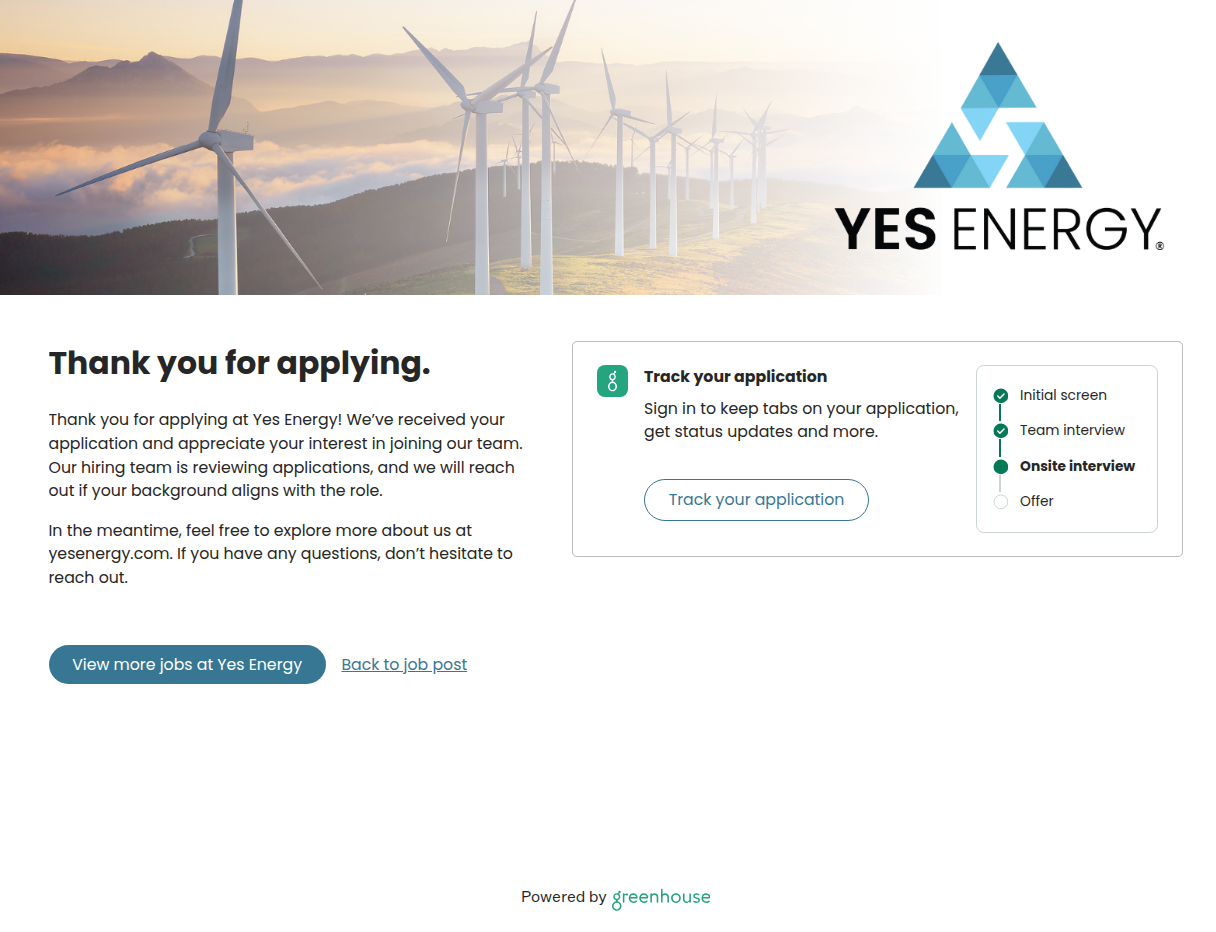 YES ENERGY®
Thank you for applying.
Thank you for applying at Yes Energy! We’ve received your
application and appreciate your interest in joining our team.
Our hiring team is reviewing applications, and we will reach
out if your background aligns with the role.
In the meantime, feel free to explore more about us at
yesenergy.com. If you have any questions, don’t hesitate to
reach out.
View more jobs at Yes Energy
Back to job post
Track your application
Sign in to keep tabs on your application,
get status updates and more.
Track your application
Initial screen
Team interview
Onsite interview
Offer
Powered by greenhouse